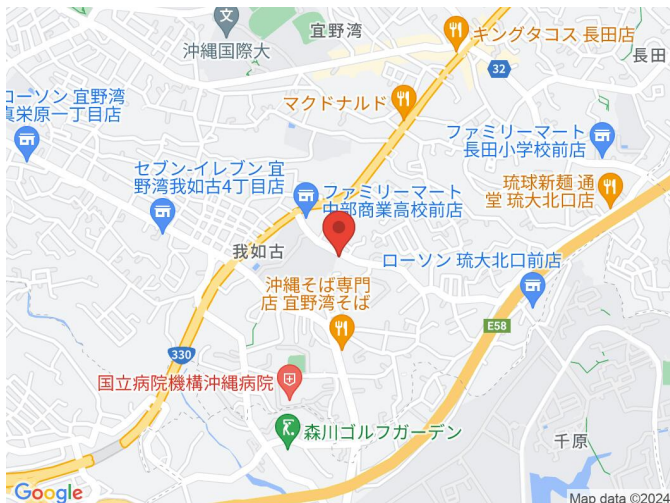 宜野湾
沖縄国際大
キングタコス 長田店
32
長田
マクドナルド
ローソン 宜野湾
真栄原一丁目店
ファミリーマート
長田小学校前店
セブン-イレブン 宜
野湾我如古4丁目店
ファミリーマート
中部商業高校前店
琉球新麺 通
堂 琉大北口店
我如古
ローソン 琉大北口前店
沖縄そば専門
店 宜野湾そば
E58
330
国立病院機構沖縄病院
森川ゴルフガーデン
千原
Google
Map data ©2024